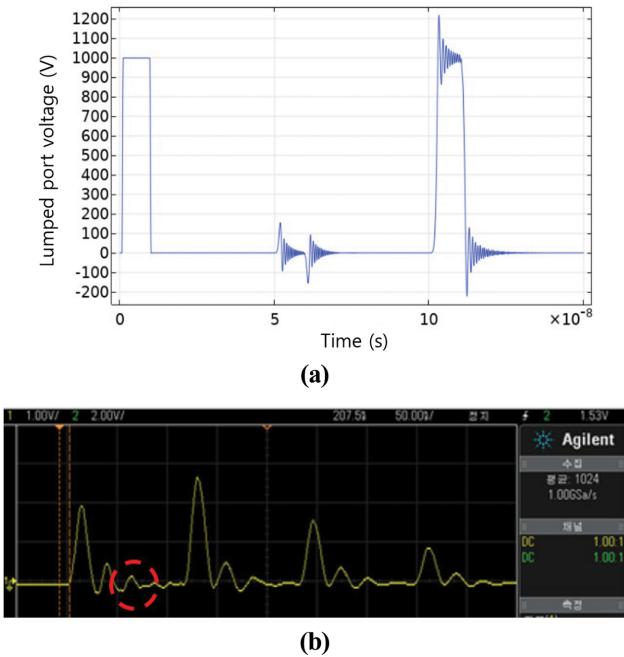 1200
1100
1000
900
800
700
600
500
400
300
200
100
0
-100
-200
Lumped port voltage (V)
0 5 10 ×10⁻⁸
Time (s)
(a)
1 1.00V/ 2 2.00V/ 207.5 50.00 정지 2 1.53V
Agilent
수집
평균: 1024
1.00GSa/s
채널
DC 1.00:1
DC 1.00:1
측정
(b)